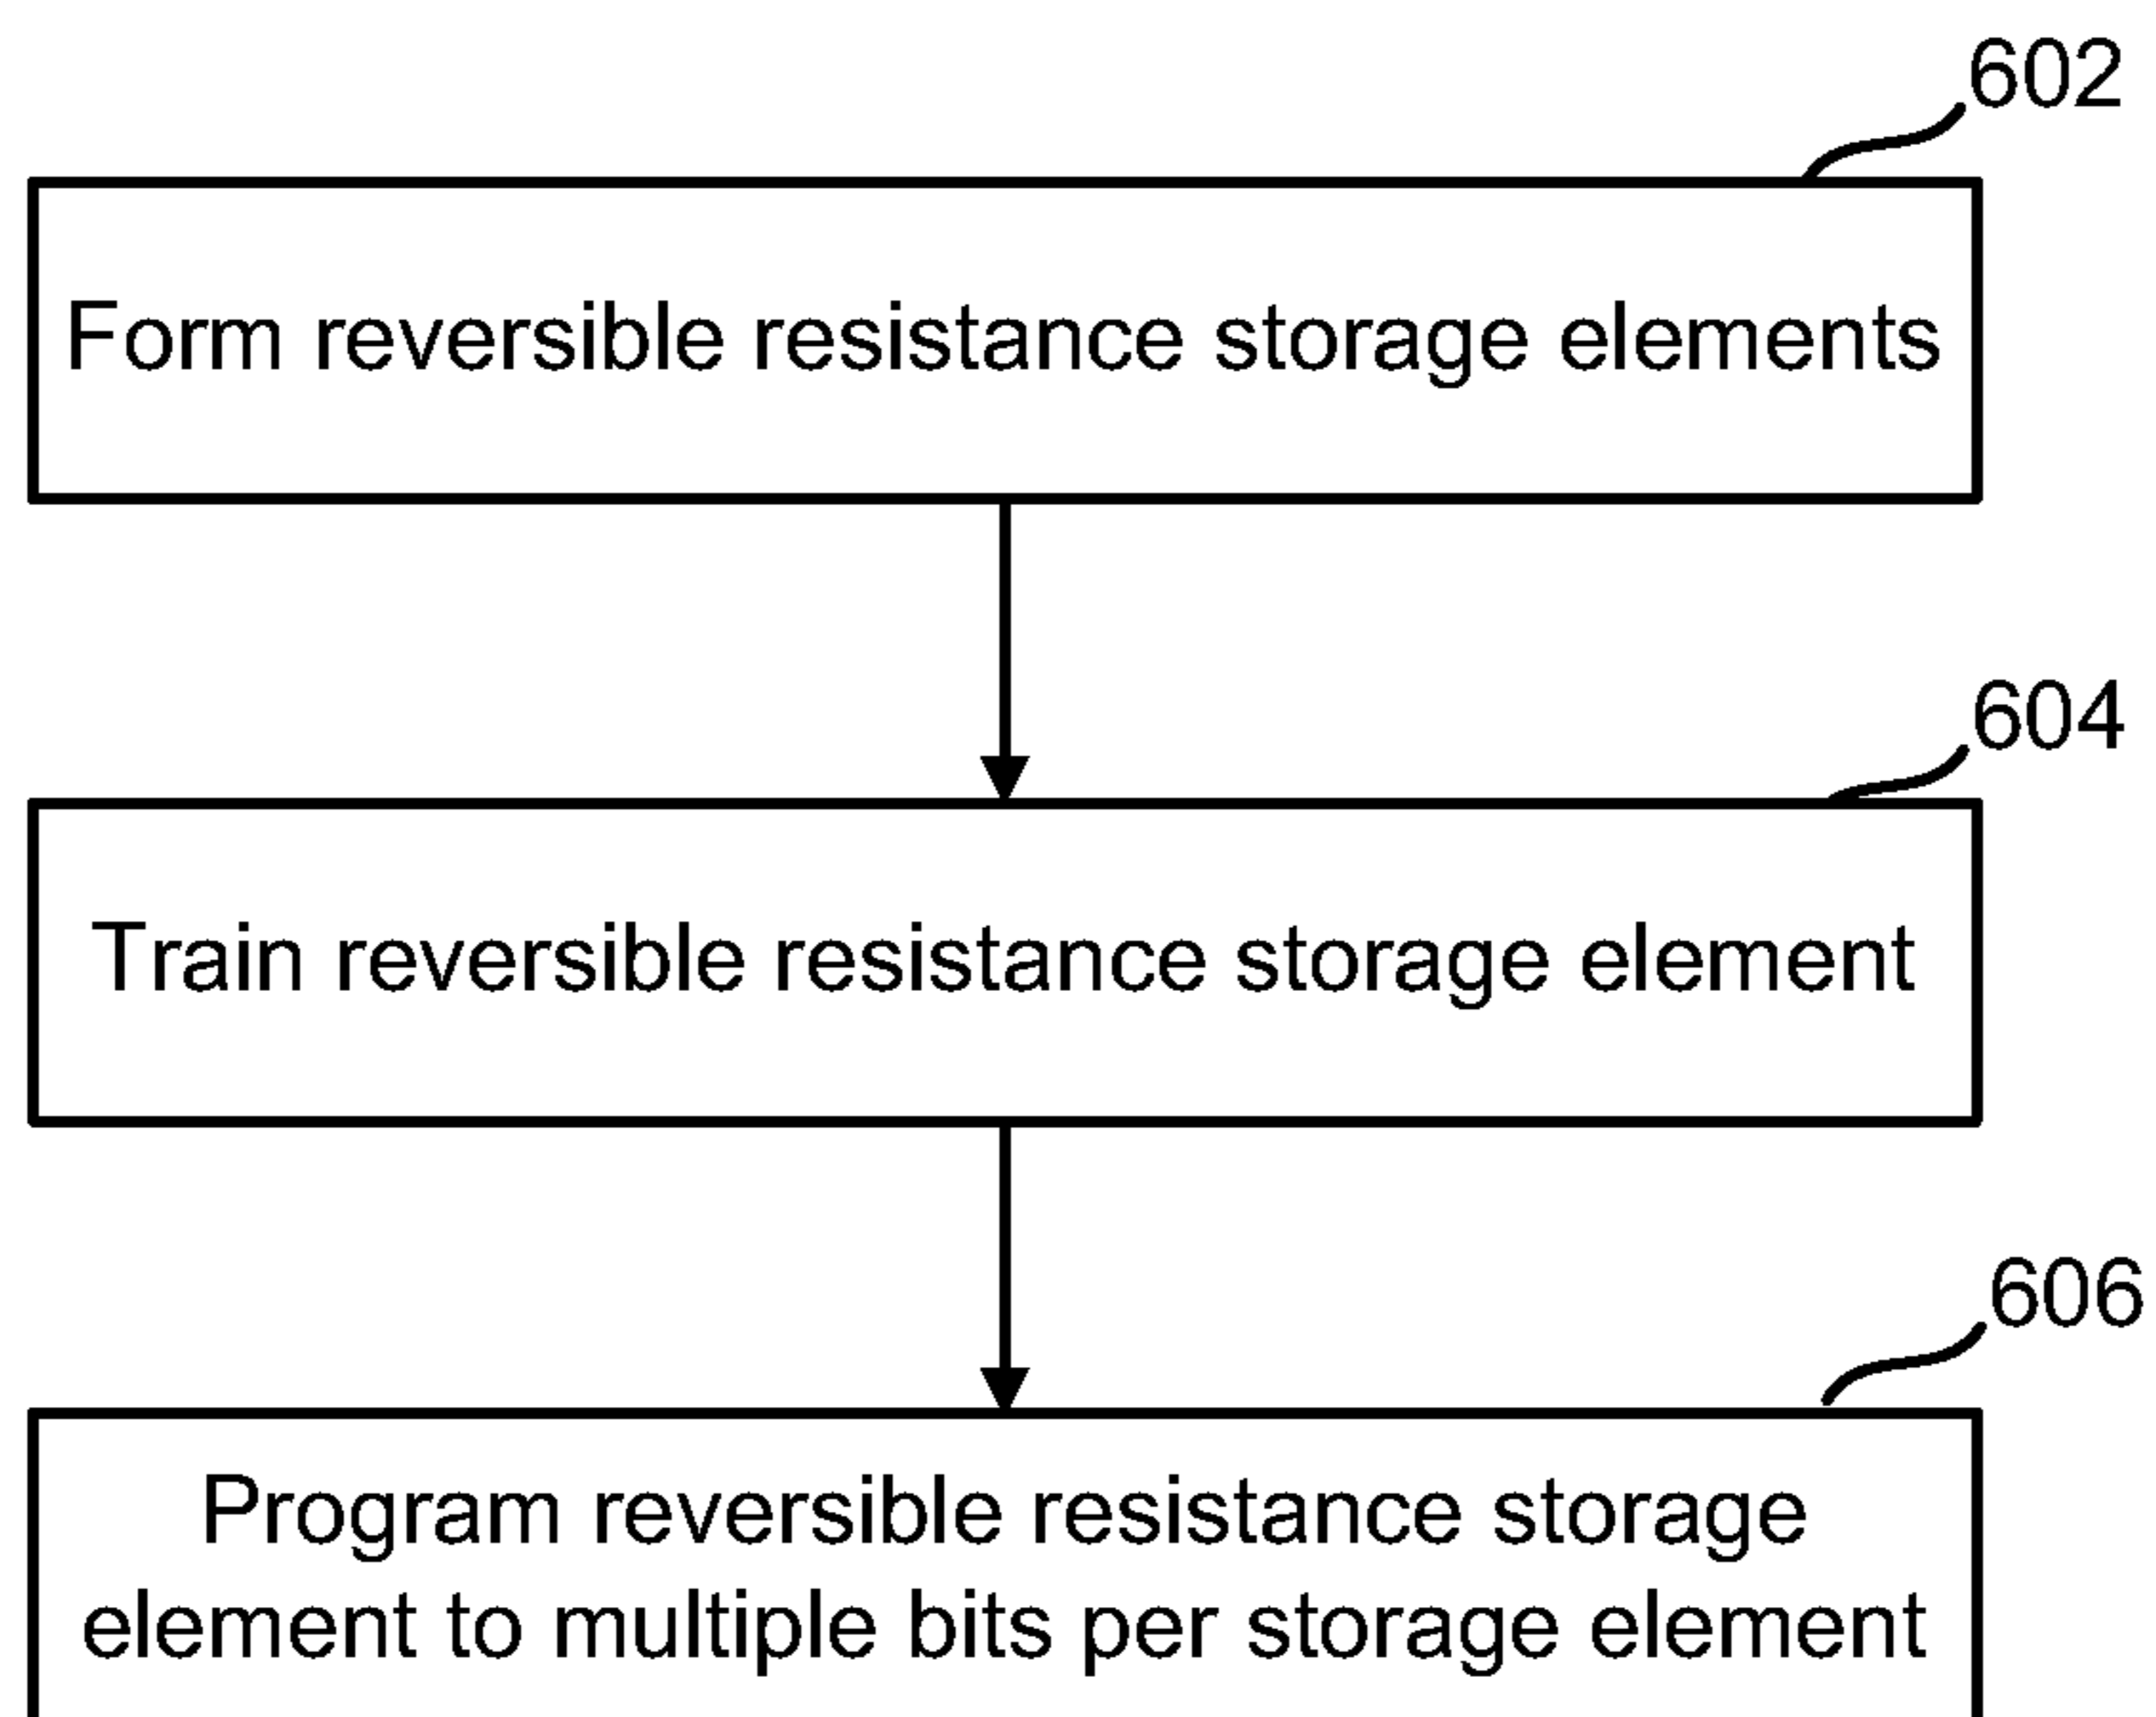 602
Form reversible resistance storage elements
604
Train reversible resistance storage element
606
Program reversible resistance storage
element to multiple bits per storage element